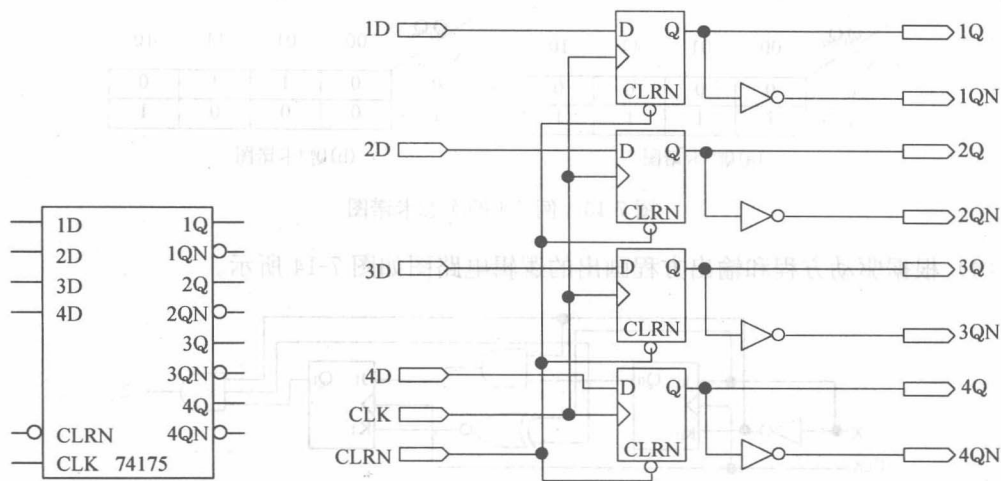 1D
1Q
1QN
2D
2Q
2QN
3D
3Q
3QN
4D
4Q
4QN
CLRN
CLK 74175
1D
D Q
CLRN
1Q
1QN
2D
D Q
CLRN
2Q
2QN
3D
D Q
CLRN
3Q
3QN
4D
CLK
CLRN
D Q
CLRN
4Q
4QN